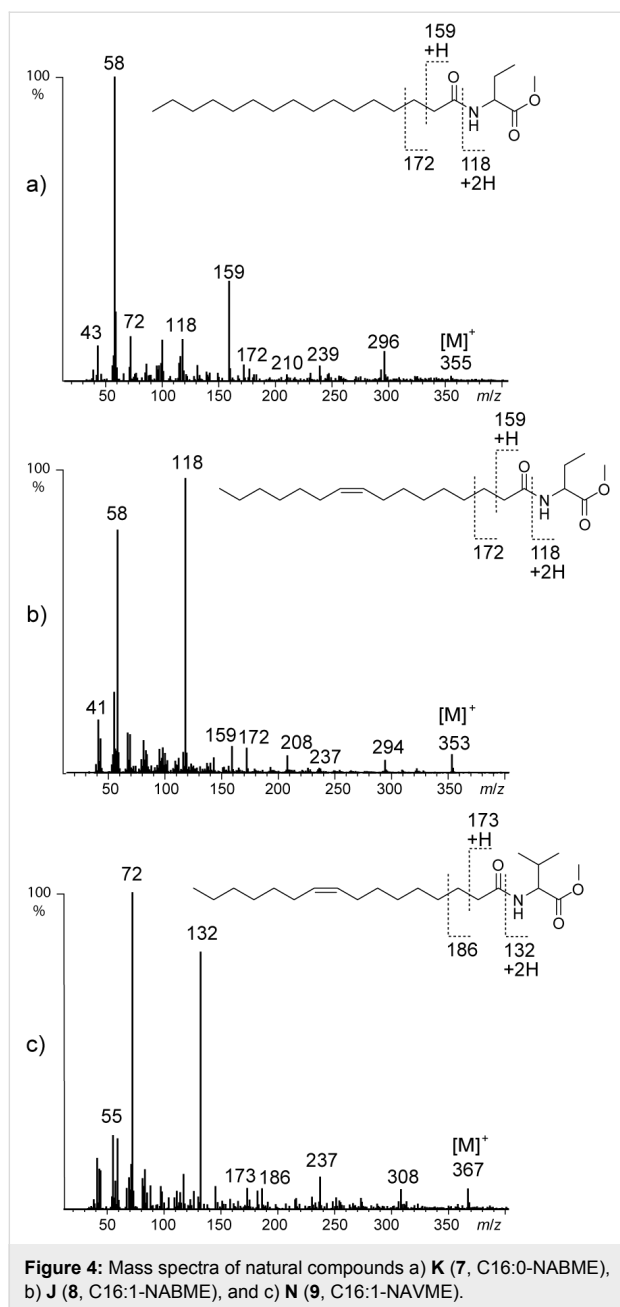 159
+H
O
N
H
O
O
172
118
+2H
100
%
58
a)
43
72
118
159
172
210
239
296
[M]+
355
50
100
150
200
250
300
350
m/z
159
+H
O
N
H
O
O
172
118
+2H
100
%
118
58
b)
41
159
172
208
237
294
[M]+
353
50
100
150
200
250
300
350
m/z
173
+H
O
N
H
O
O
186
132
+2H
100
%
72
132
c)
55
173
186
237
308
[M]+
367
50
100
150
200
250
300
350
m/z
Figure 4: Mass spectra of natural compounds a) K (7, C16:0-NABME),
b) J (8, C16:1-NABME), and c) N (9, C16:1-NAVME).